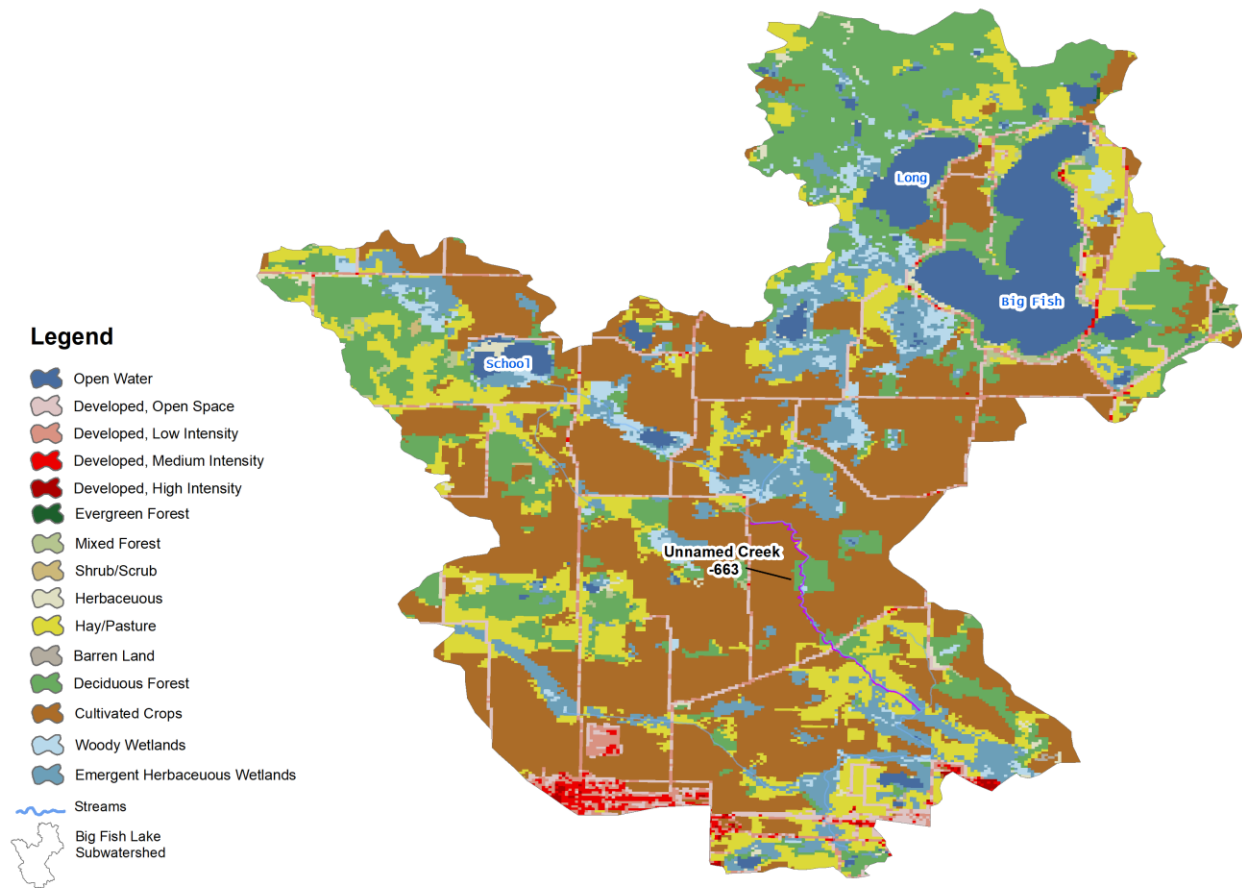 Long
Big Fish
School
Unnamed Creek
-663
Legend
Open Water
Developed, Open Space
Developed, Low Intensity
Developed, Medium Intensity
Developed, High Intensity
Evergreen Forest
Mixed Forest
Shrub/Scrub
Herbaceuous
Hay/Pasture
Barren Land
Deciduous Forest
Cultivated Crops
Woody Wetlands
Emergent Herbaceuous Wetlands
Streams
Big Fish Lake
Subwatershed